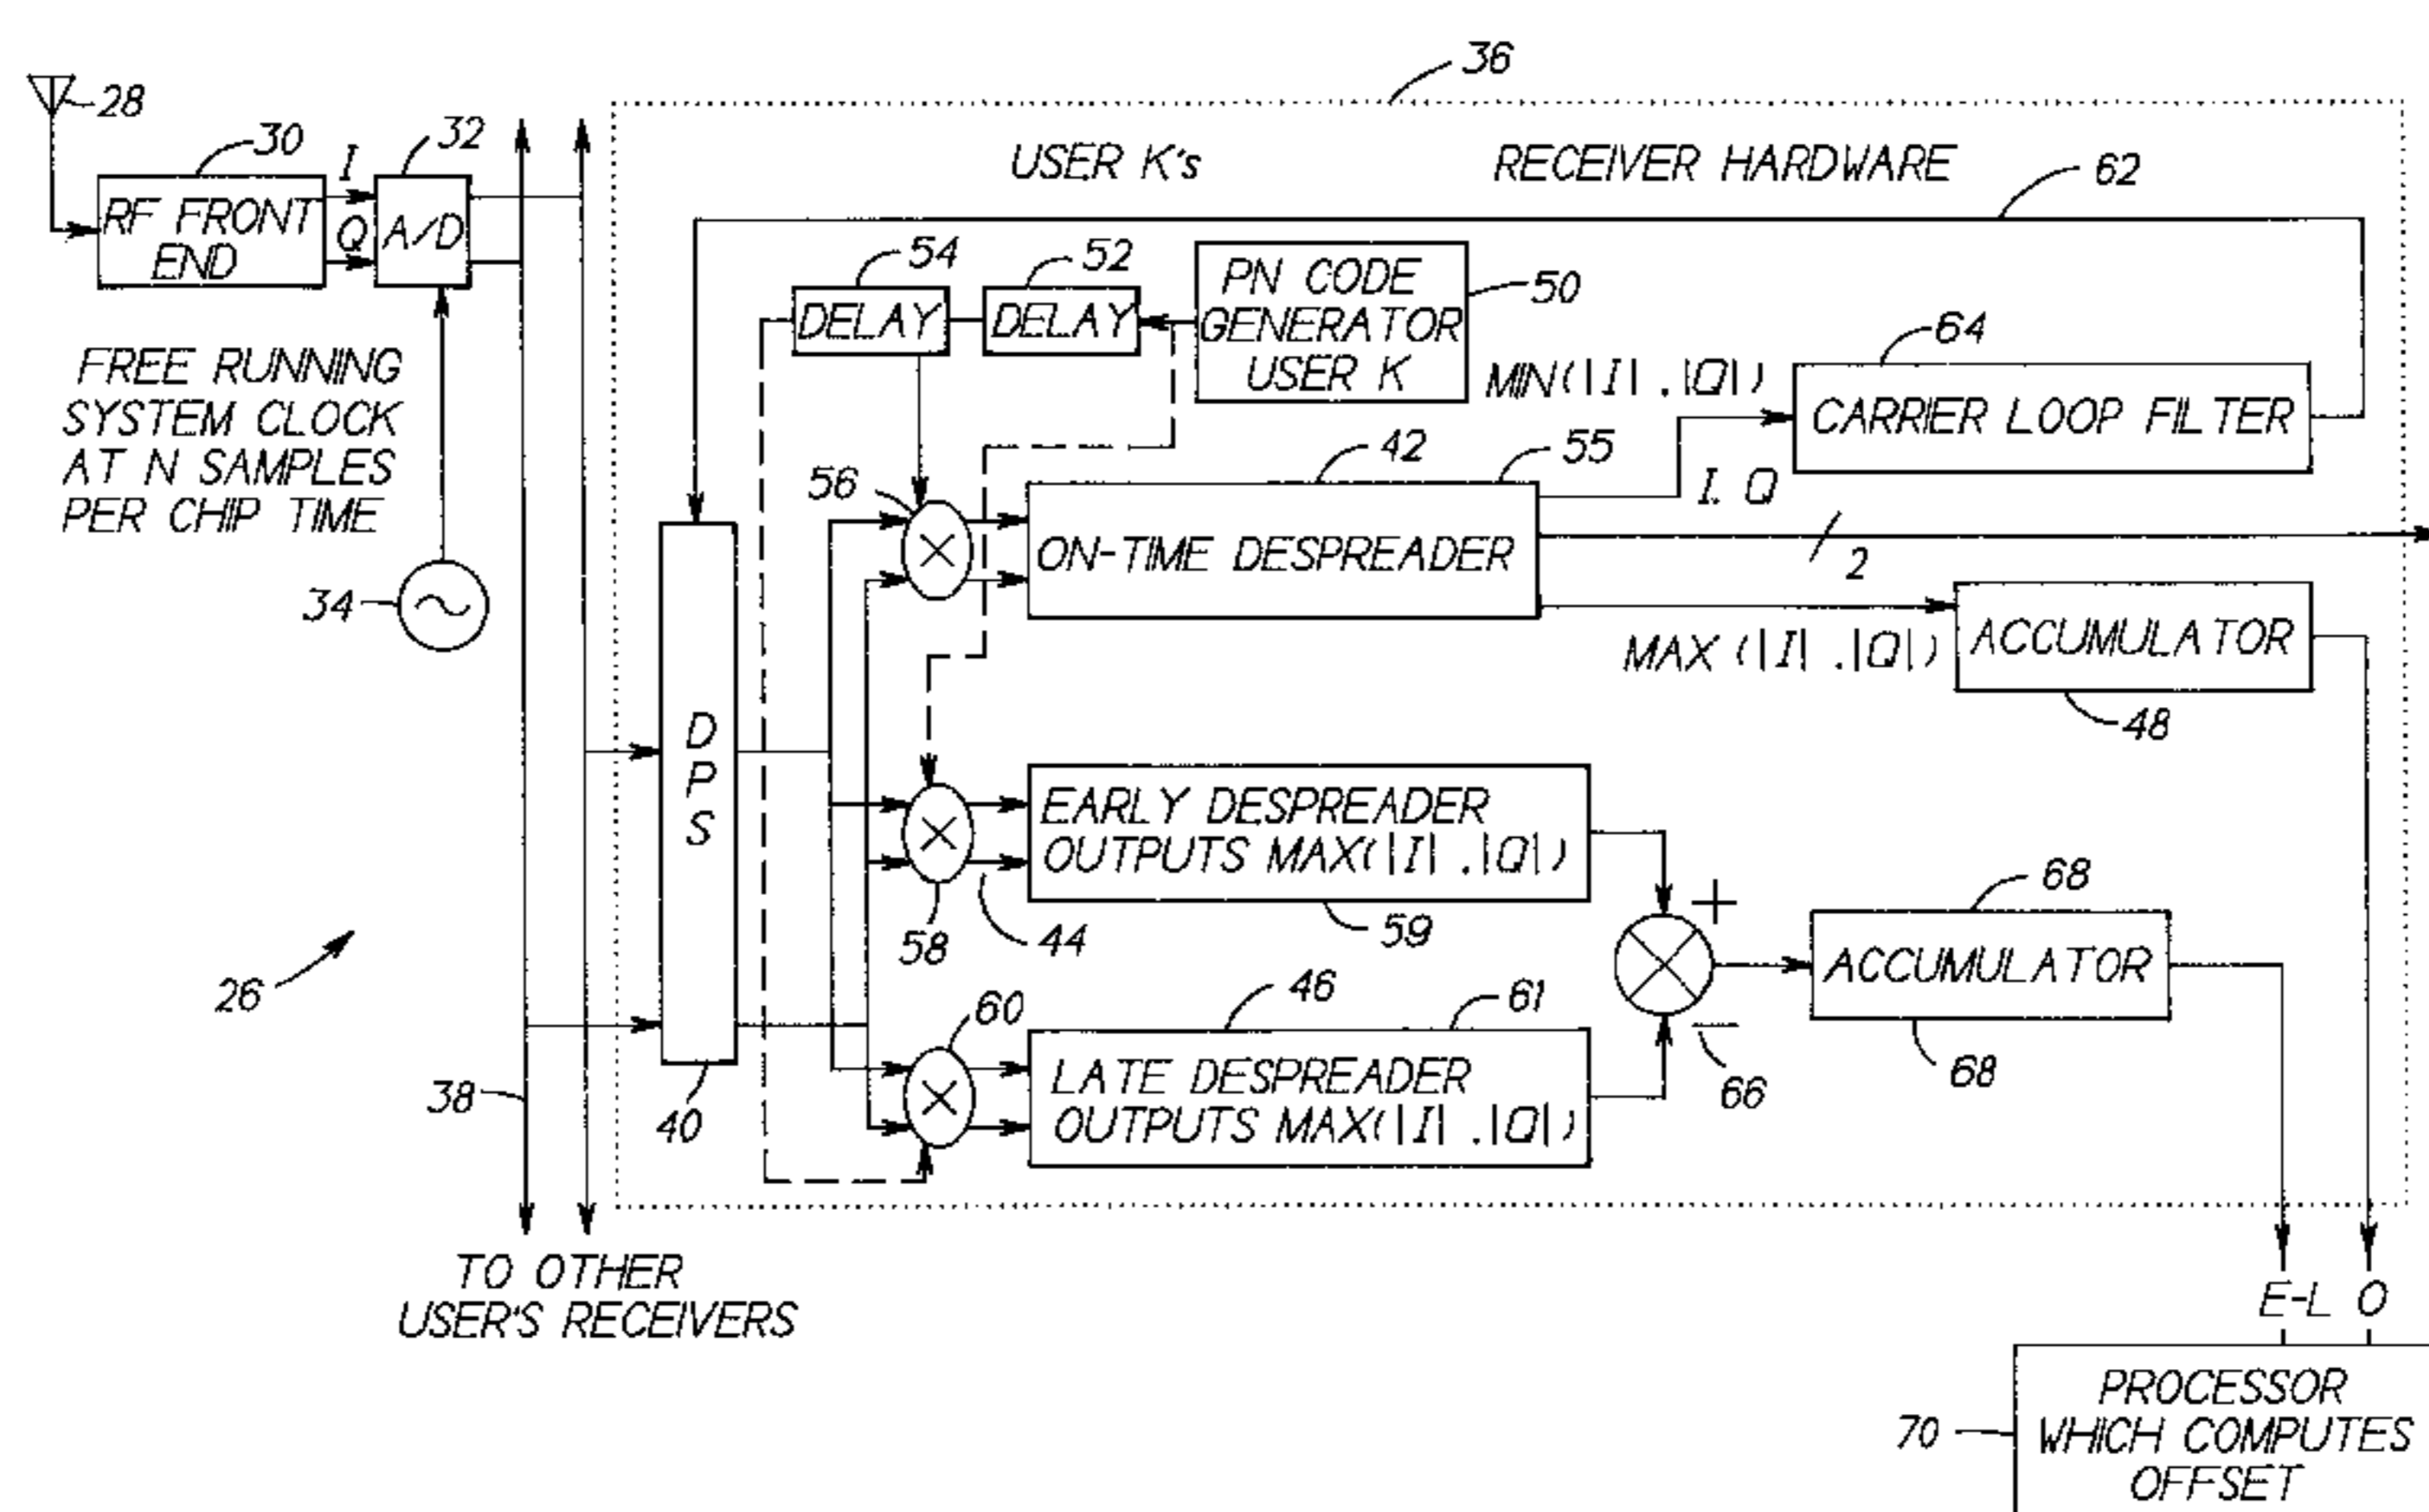 36
28
30
I
32
USER K's
RECEIVER HARDWARE
62
RF FRONT
END
Q
A/D
54
52
DELAY
DELAY
PN CODE
GENERATOR
USER K
50
FREE RUNNING
SYSTEM CLOCK
AT N SAMPLES
PER CHIP TIME
MIN(|I| .|Q|)
64
CARRIER LOOP FILTER
34
56
42
55
I. Q
ON-TIME DESPREADER
2
MAX (|I| .|Q|)
ACCUMULATOR
48
D
P
S
40
EARLY DESPREADER
OUTPUTS MAX(|I| .|Q|)
58
44
59
+
68
ACCUMULATOR
68
26
38
60
46
61
LATE DESPREADER
OUTPUTS MAX(|I| .|Q|)
—
66
TO OTHER
USER'S RECEIVERS
E-L O
70
PROCESSOR
WHICH COMPUTES
OFFSET